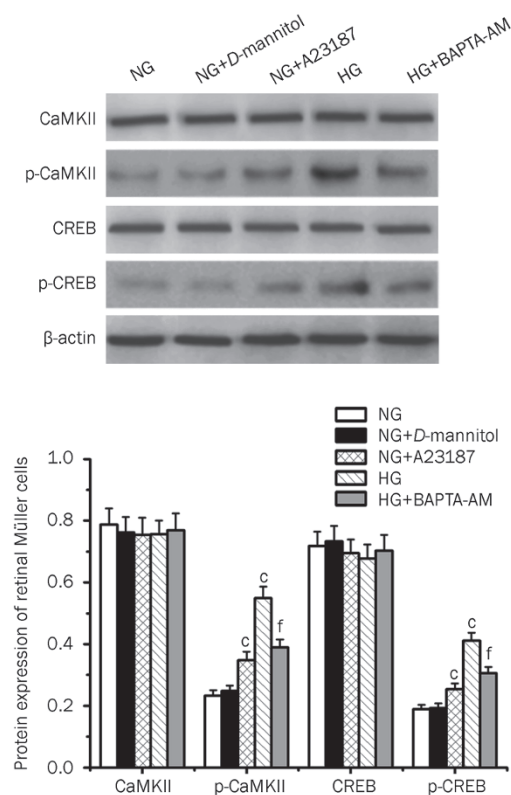 NG
NG+D-mannitol
NG+A23187
HG
HG+BAPTA-AM
CaMKII
p-CaMKII
CREB
p-CREB
β-actin
NG
NG+D-mannitol
NG+A23187
HG
HG+BAPTA-AM
Protein expression of retinal Müller cells
1.0
0.8
0.6
0.4
0.2
0.0
c
c
f
c
c
f
CaMKII
p-CaMKII
CREB
p-CREB